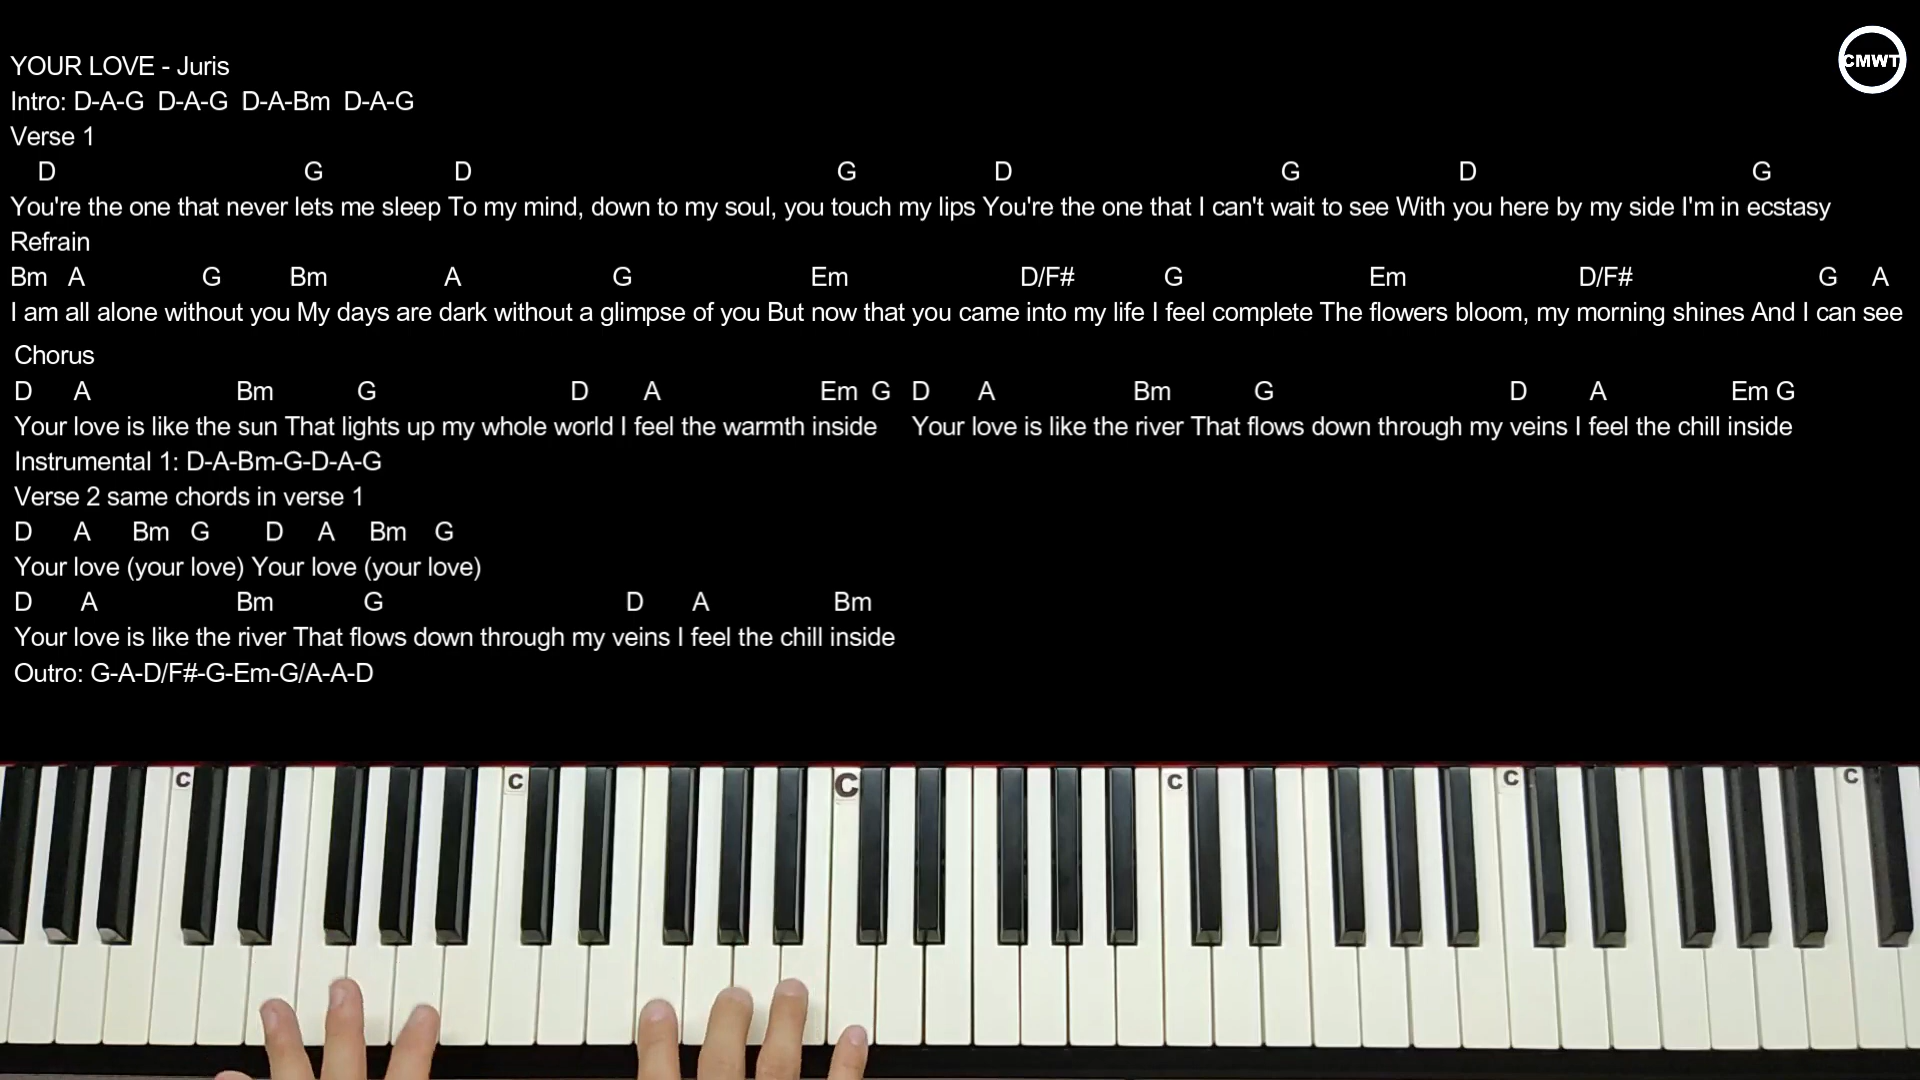 CMWT
YOUR LOVE - Juris
Intro: D-A-G  D-A-G  D-A-Bm  D-A-G
Verse 1
D G D G D G D G
You're the one that never lets me sleep To my mind, down to my soul, you touch my lips You're the one that I can't wait to see With you here by my side I'm in ecstasy
Refrain
Bm A G Bm A G Em D/F# G Em D/F# G A
I am all alone without you My days are dark without a glimpse of you But now that you came into my life I feel complete The flowers bloom, my morning shines And I can see
Chorus
D A Bm G D A Em G D A Bm G D A Em G
Your love is like the sun That lights up my whole world I feel the warmth inside Your love is like the river That flows down through my veins I feel the chill inside
Instrumental 1: D-A-Bm-G-D-A-G
Verse 2 same chords in verse 1
D A Bm G D A Bm G
Your love (your love) Your love (your love)
D A Bm G D A Bm
Your love is like the river That flows down through my veins I feel the chill inside
Outro: G-A-D/F#-G-Em-G/A-A-D
C C C C C C